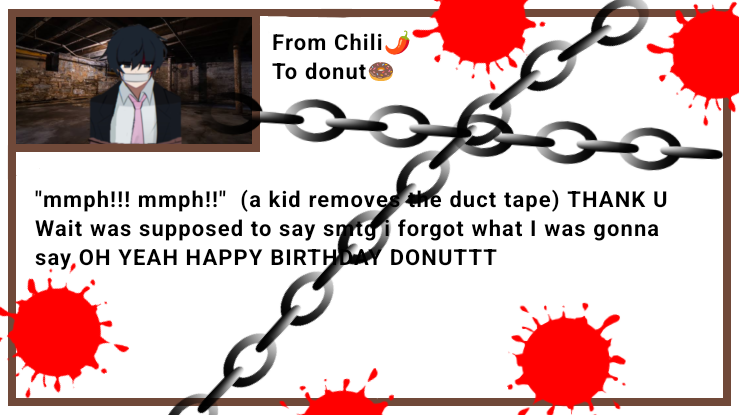 From Chili🌶️
To donut🍩
"mmph!!! mmph!!"  (a kid removes the duct tape) THANK U
Wait was supposed to say smtg i forgot what I was gonna
say OH YEAH HAPPY BIRTHDAY DONUTTT